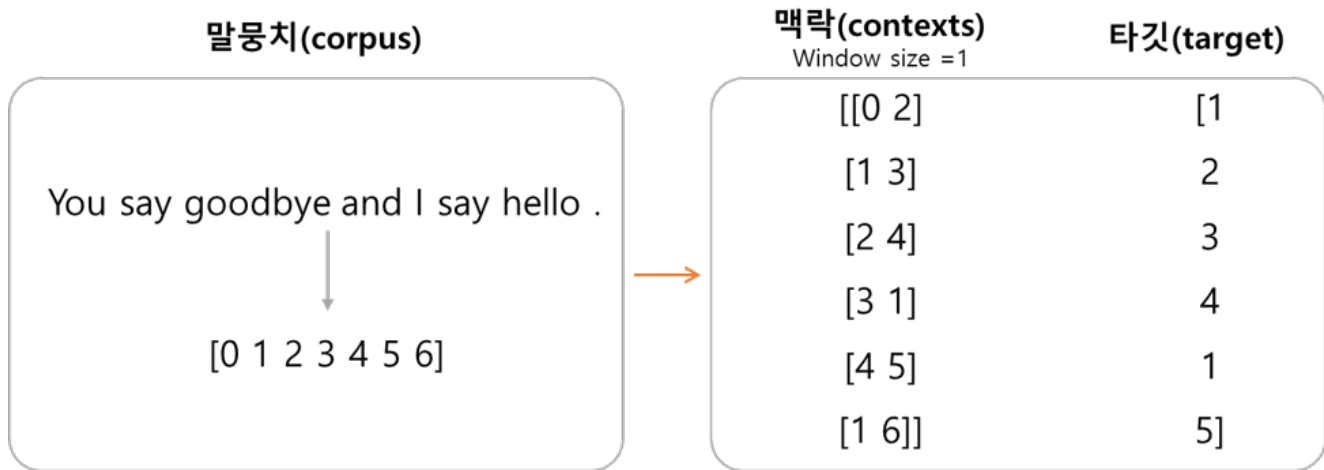 말뭉치(corpus)
You say goodbye and I say hello .
[0 1 2 3 4 5 6]
맥락(contexts) 타깃(target)
Window size =1
[[0 2] [1
[1 3] 2
[2 4] 3
[3 1] 4
[4 5] 1
[1 6]] 5]